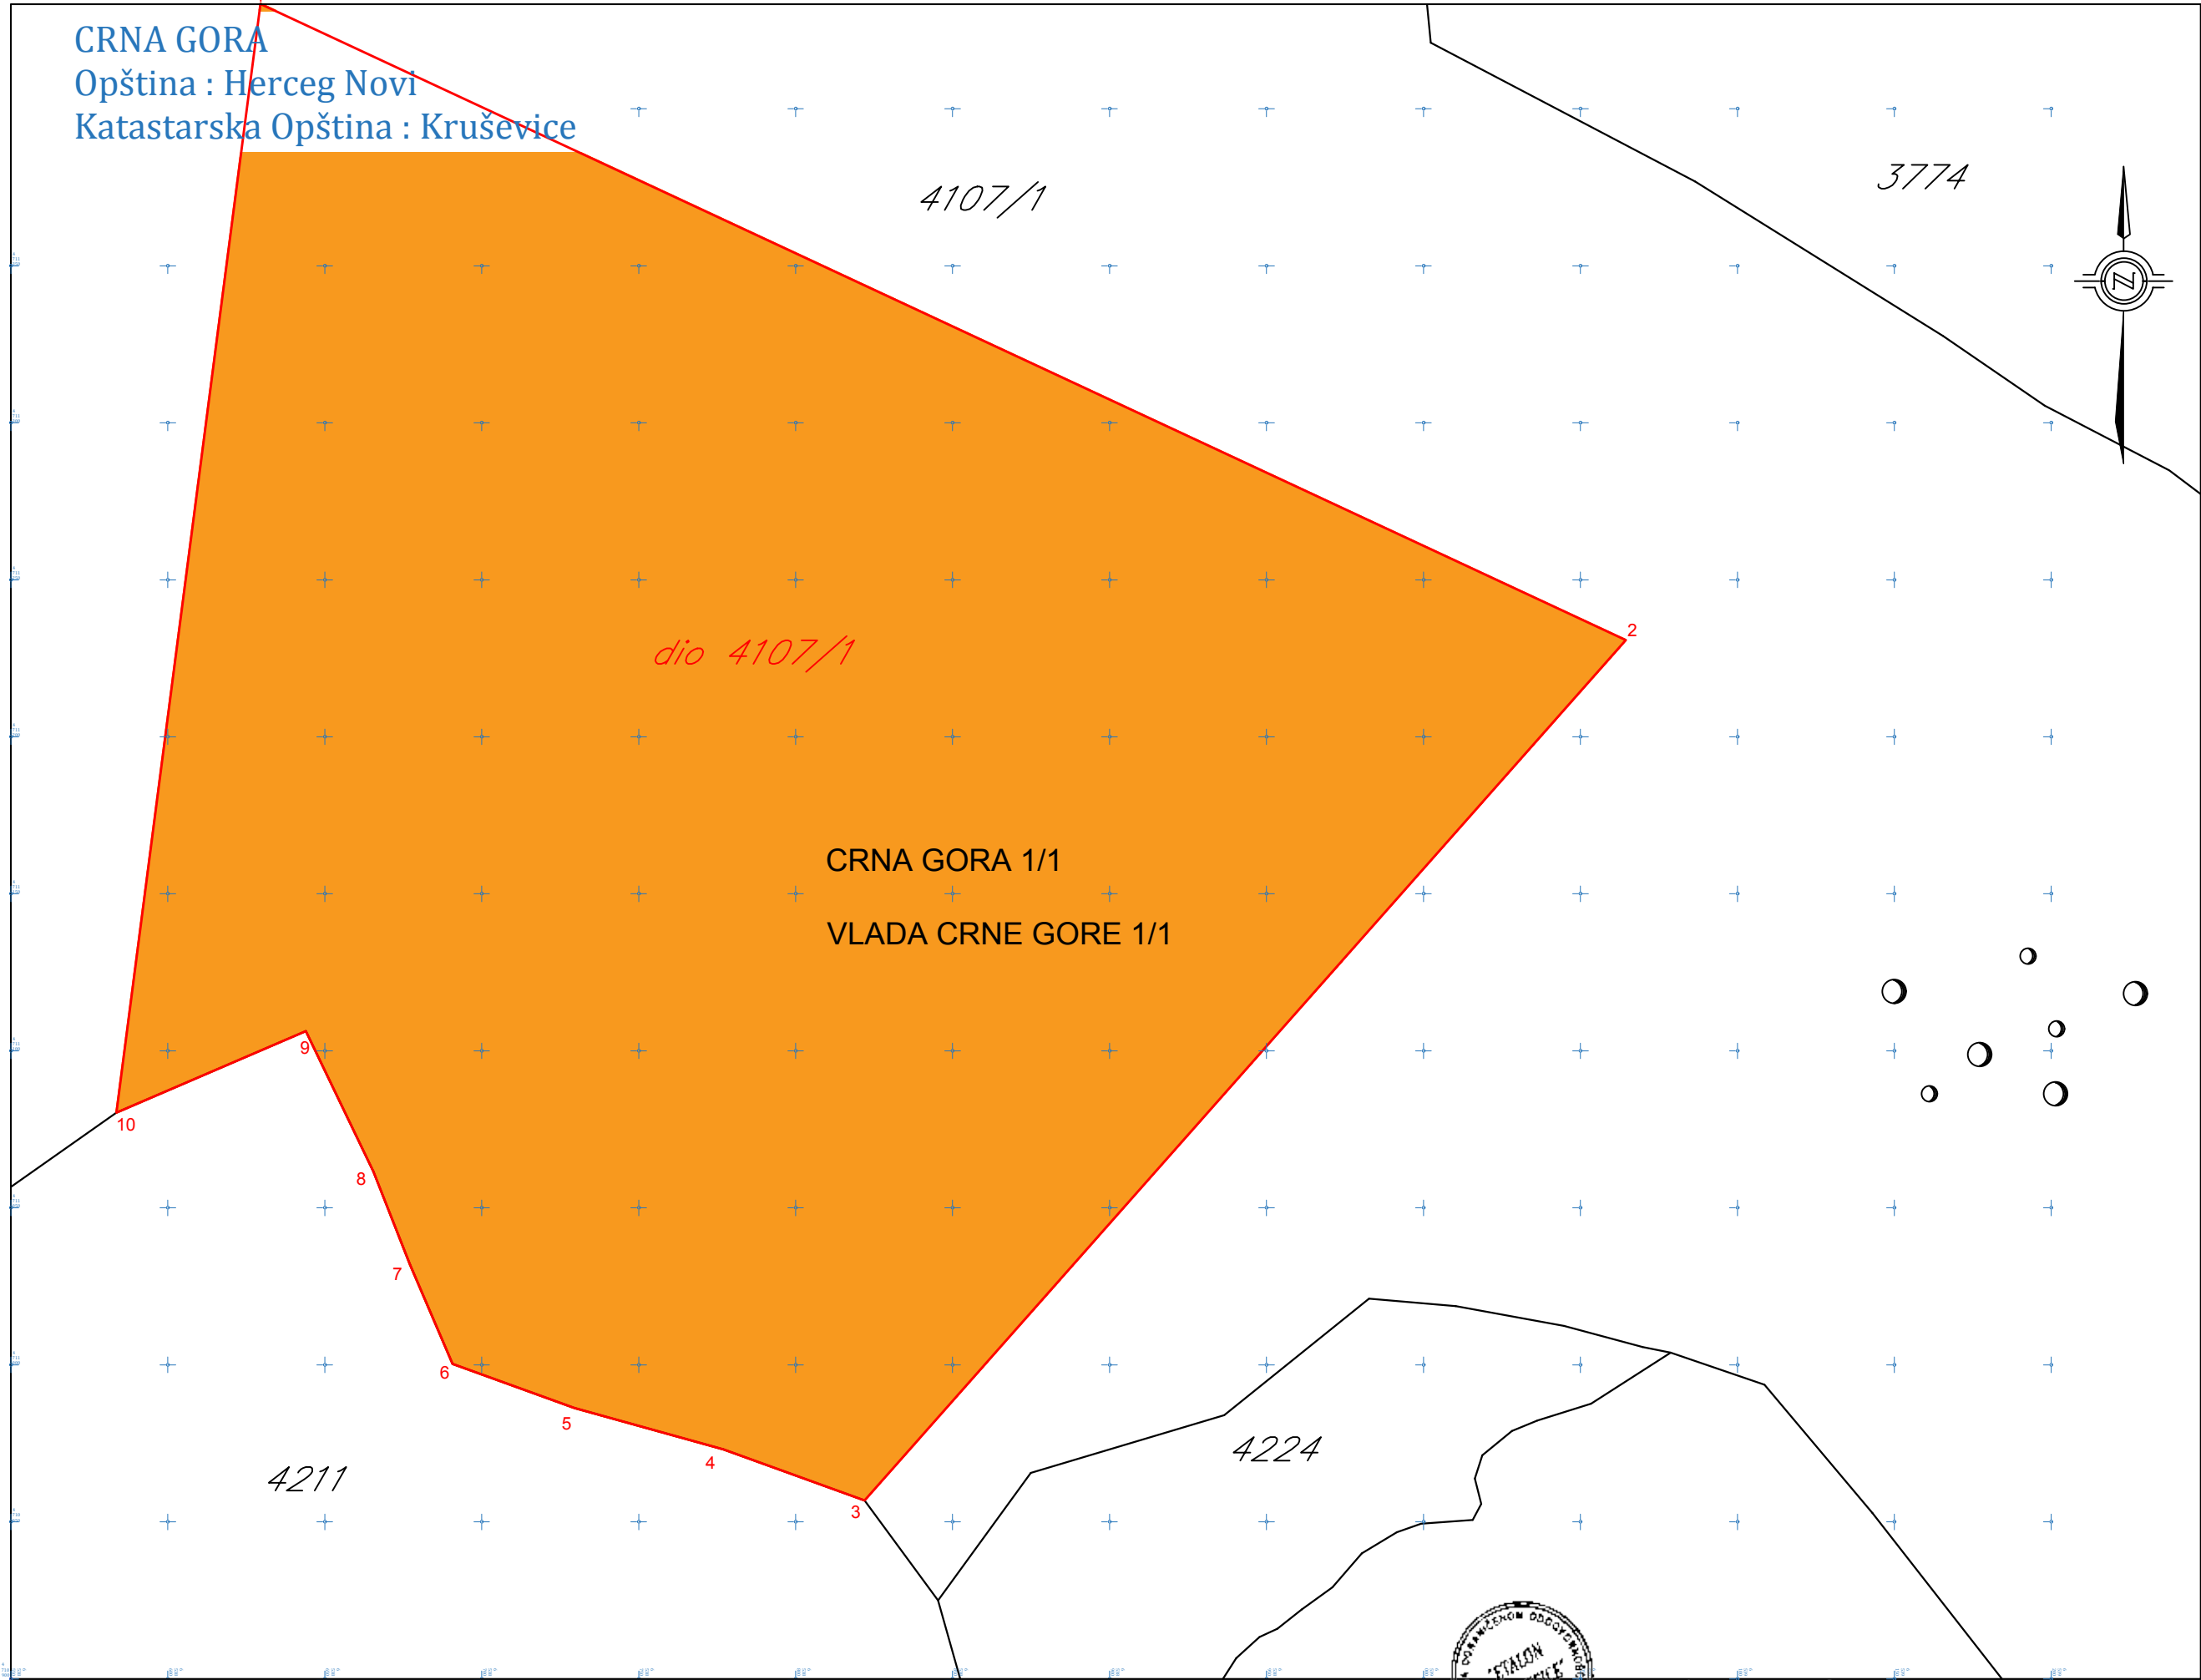 CRNA GORA
Opština : Herceg Novi
Katastarska Opština : Kruševice
4107/1
3774
N
2
dio 4107/1
CRNA GORA 1/1
VLADA CRNE GORE 1/1
9
10
8
7
6
5
4
3
4211
4224
"ETALON